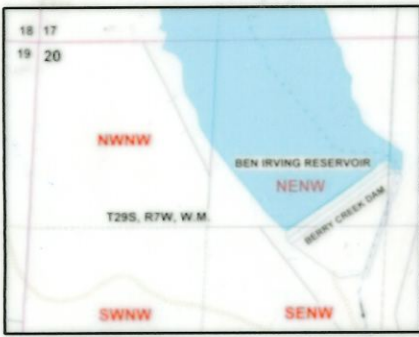 18 17
19 20
NWNW
BEN IRVING RESERVOIR
NENW
BERRY CREEK DAM
T29S, R7W, W.M.
SWNW
SENW